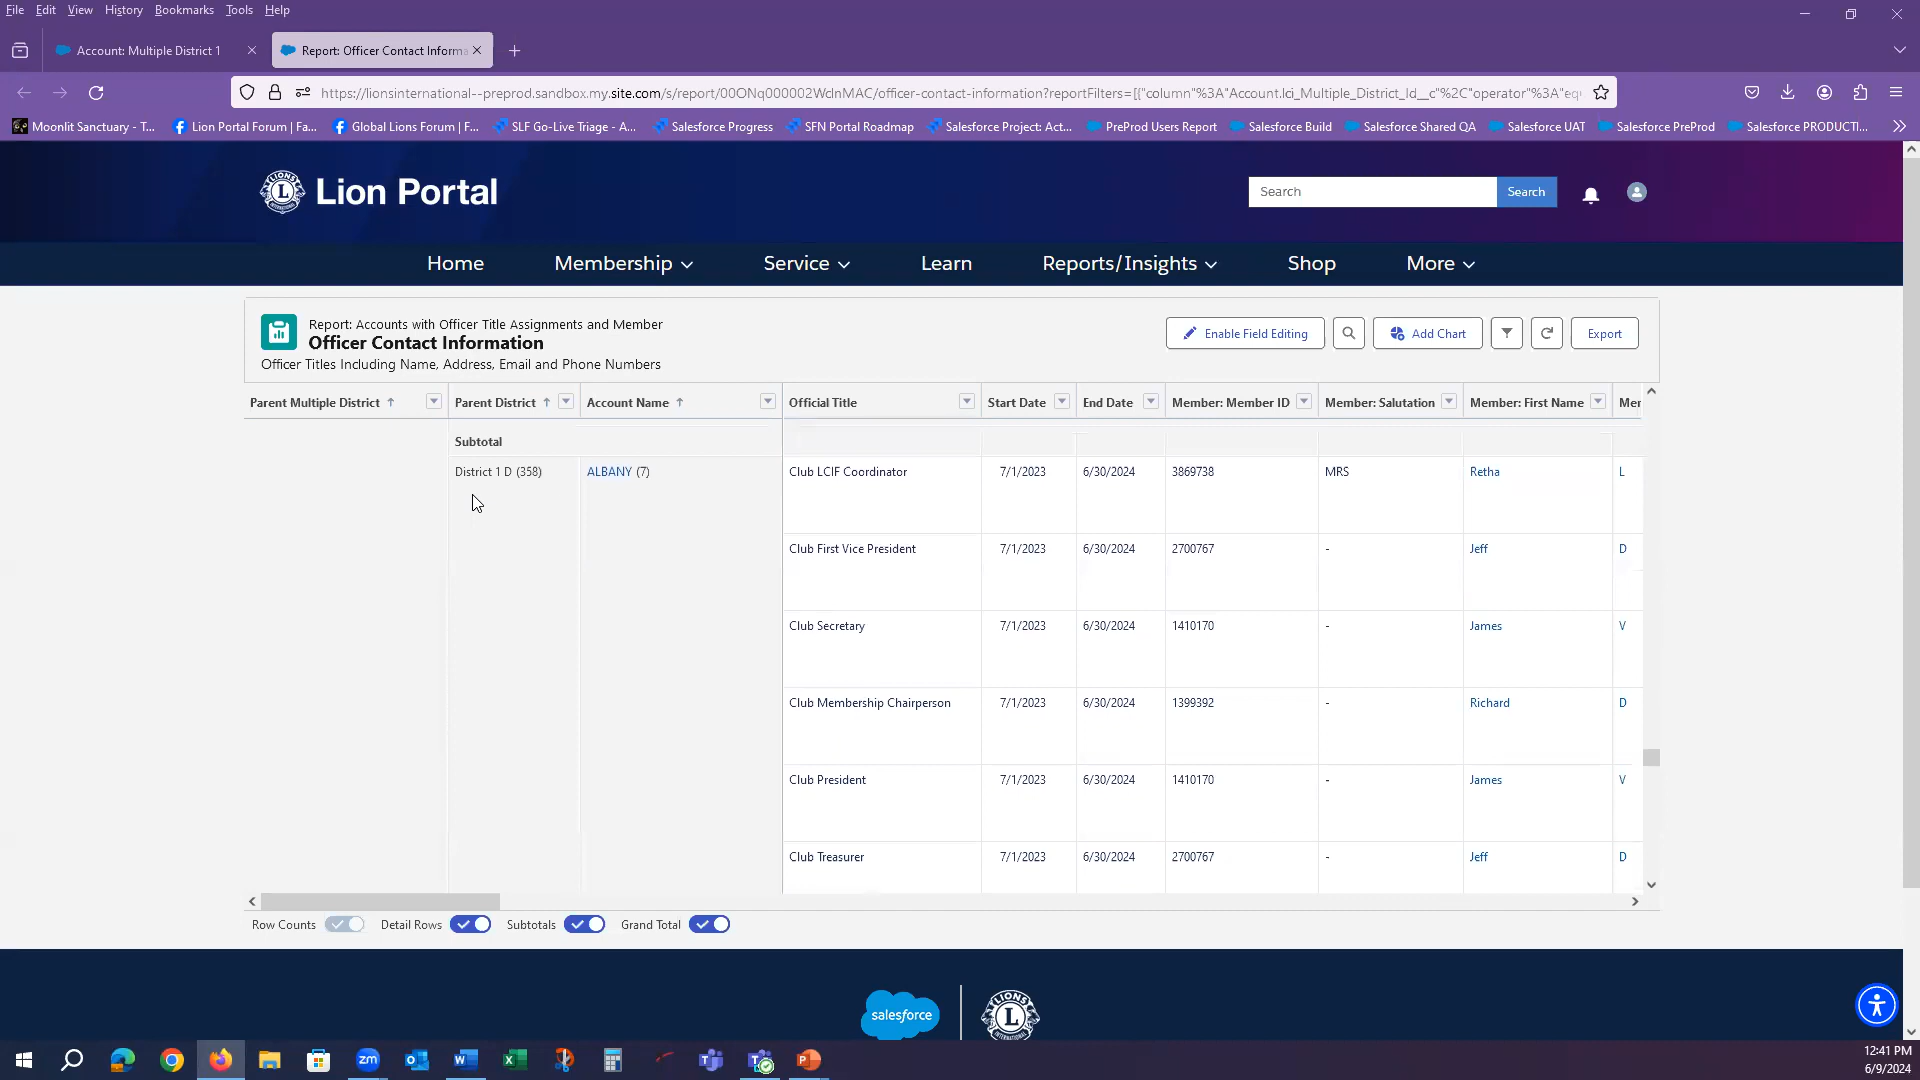 File Edit View History Bookmarks Tools Help
Account: Multiple District 1
Report: Officer Contact Inform
https://lionsinternational--preprod.sandbox.my.site.com/s/report/00ONq000002WdnMAC/officer-contact-information?reportFilters=[{"column"%3A"Account.lci_Multiple_District_Id__c"%2C"operator"%3A"eq
Moonlit Sanctuary - T... Lion Portal Forum | Fa... Global Lions Forum | F... SLF Go-Live Triage - A... Salesforce Progress SFN Portal Roadmap Salesforce Project: Act... PreProd Users Report Salesforce Build Salesforce Shared QA Salesforce UAT Salesforce PreProd Salesforce PRODUCTI...
LIONS
L
Lion Portal
Search Search
Home Membership Service Learn Reports/Insights Shop More
Report: Accounts with Officer Title Assignments and Member
Officer Contact Information
Officer Titles Including Name, Address, Email and Phone Numbers
Enable Field Editing Add Chart Export
Parent Multiple District ↑ Parent District ↑ Account Name ↑ Official Title Start Date End Date Member: Member ID Member: Salutation Member: First Name Mer
Subtotal
District 1 D (358) ALBANY (7) Club LCIF Coordinator 7/1/2023 6/30/2024 3869738 MRS Retha L
Club First Vice President 7/1/2023 6/30/2024 2700767 - Jeff D
Club Secretary 7/1/2023 6/30/2024 1410170 - James V
Club Membership Chairperson 7/1/2023 6/30/2024 1399392 - Richard D
Club President 7/1/2023 6/30/2024 1410170 - James V
Club Treasurer 7/1/2023 6/30/2024 2700767 - Jeff D
Row Counts Detail Rows Subtotals Grand Total
salesforce
LIONS
L
12:41 PM
6/9/2024